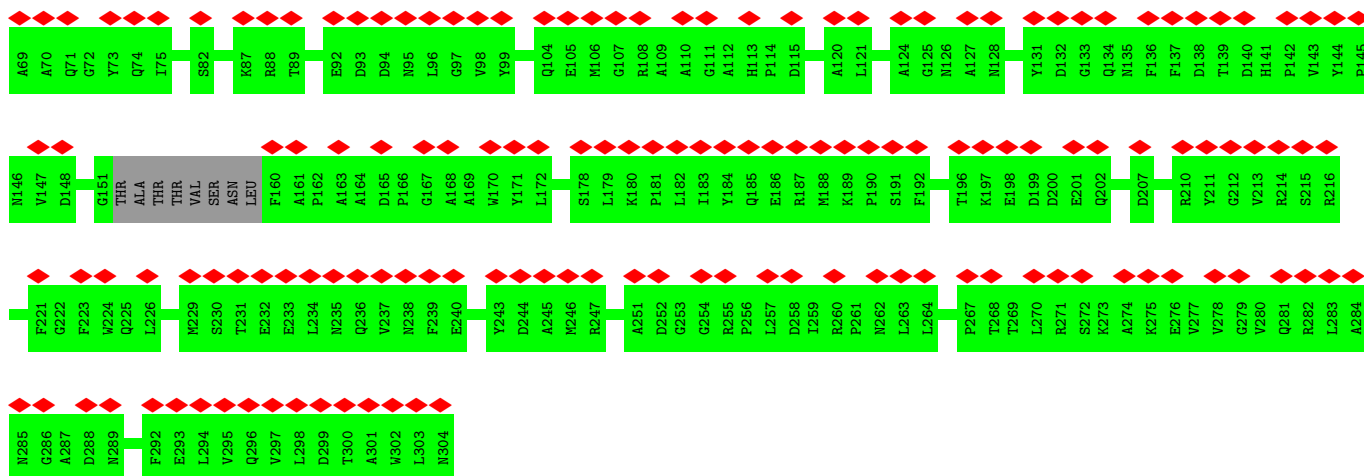 A69 A70 Q71 G72 Y73 Q74 I75 S82 K87 R88 T89 E92 D93 D94 N95 L96 G97 V98 Y99 Q104 E105 M106 G107 R108 A109 A110 G111 A112 H113 P114 D115 A120 L121 A124 G125 N126 A127 N128 Y131 D132 G133 Q134 N135 F136 F137 D138 T139 D140 H141 P142 V143 Y144 P145
N146 V147 D148 G151 THR ALA THR THR VAL SER ASN LEU F160 A161 P162 A163 A164 D165 P166 G167 A168 A169 W170 Y171 L172 S178 L179 K180 P181 L182 I183 Y184 Q185 E186 R187 M188 K189 P190 S191 F192 T196 K197 E198 D199 D200 E201 Q202 D207 R210 Y211 G212 V213 R214 S215 R216
F221 G222 F223 W224 Q225 L226 M229 S230 T231 E232 E233 L234 N235 Q236 V237 N238 F239 E240 Y243 D244 A245 M246 R247 A251 D252 G253 G254 R255 P256 L257 D258 I259 R260 P261 N262 L263 L264 P267 T268 T269 L270 R271 S272 K273 A274 K275 E276 V277 V278 G279 V280 Q281 R282 L283 A284
N285 G286 A287 D288 N289 F292 E293 L294 V295 Q296 V297 L298 D299 T300 A301 W302 L303 N304